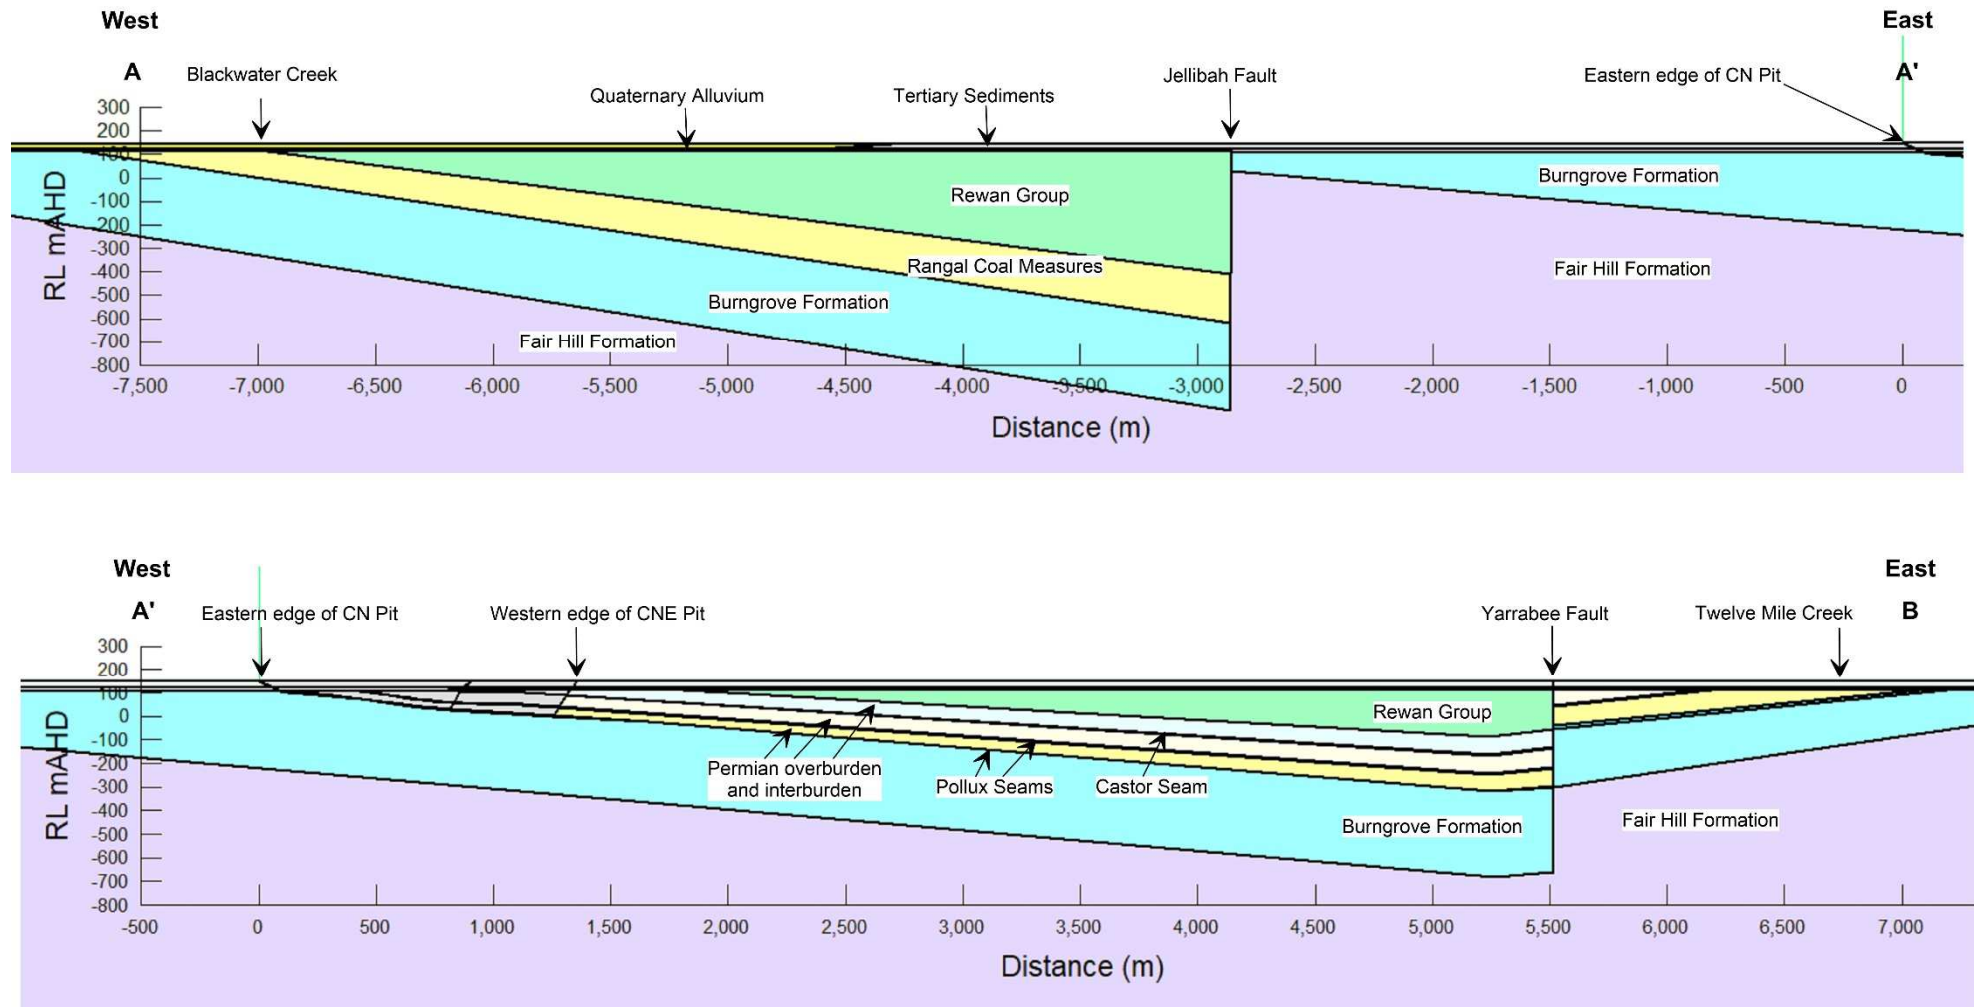 West
East
A
A'
Blackwater Creek
Quaternary Alluvium
Tertiary Sediments
Jellibah Fault
Eastern edge of CN Pit
300
200
100
0
-100
-200
-300
-400
-500
-600
-700
-800
RL mAHD
Burngrove Formation
Rewan Group
Rangal Coal Measures
Fair Hill Formation
Burngrove Formation
Fair Hill Formation
-7,500 -7,000 -6,500 -6,000 -5,500 -5,000 -4,500 -4,000 -3,500 -3,000 -2,500 -2,000 -1,500 -1,000 -500 0
Distance (m)
West
East
A'
B
Eastern edge of CN Pit
Western edge of CNE Pit
Yarrabee Fault
Twelve Mile Creek
300
200
100
0
-100
-200
-300
-400
-500
-600
-700
-800
RL mAHD
Rewan Group
Permian overburden
and interburden
Pollux Seams
Castor Seam
Burngrove Formation
Fair Hill Formation
-500 0 500 1,000 1,500 2,000 2,500 3,000 3,500 4,000 4,500 5,000 5,500 6,000 6,500 7,000
Distance (m)